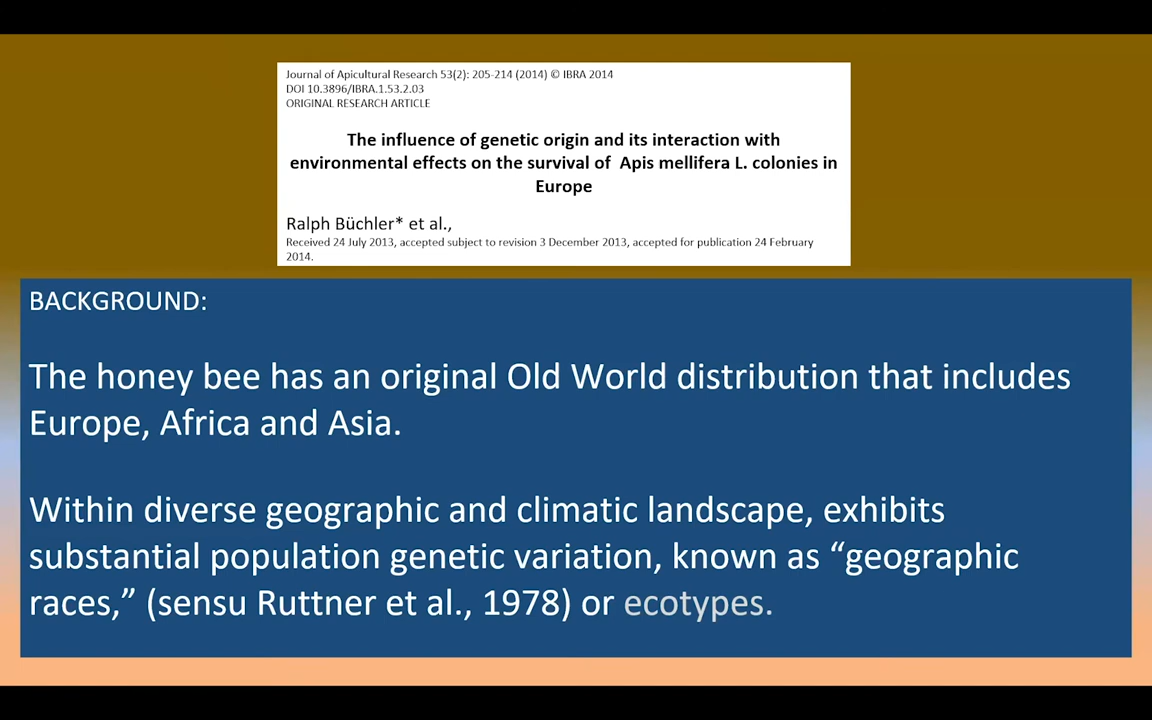 Journal of Apicultural Research 53(2): 205-214 (2014) © IBRA 2014
DOI 10.3896/IBRA.1.53.2.03
ORIGINAL RESEARCH ARTICLE
The influence of genetic origin and its interaction with
environmental effects on the survival of Apis mellifera L. colonies in
Europe
Ralph Büchler* et al.,
Received 24 July 2013, accepted subject to revision 3 December 2013, accepted for publication 24 February
2014.
BACKGROUND:
The honey bee has an original Old World distribution that includes
Europe, Africa and Asia.
Within diverse geographic and climatic landscape, exhibits
substantial population genetic variation, known as “geographic
races,” (sensu Ruttner et al., 1978) or ecotypes.